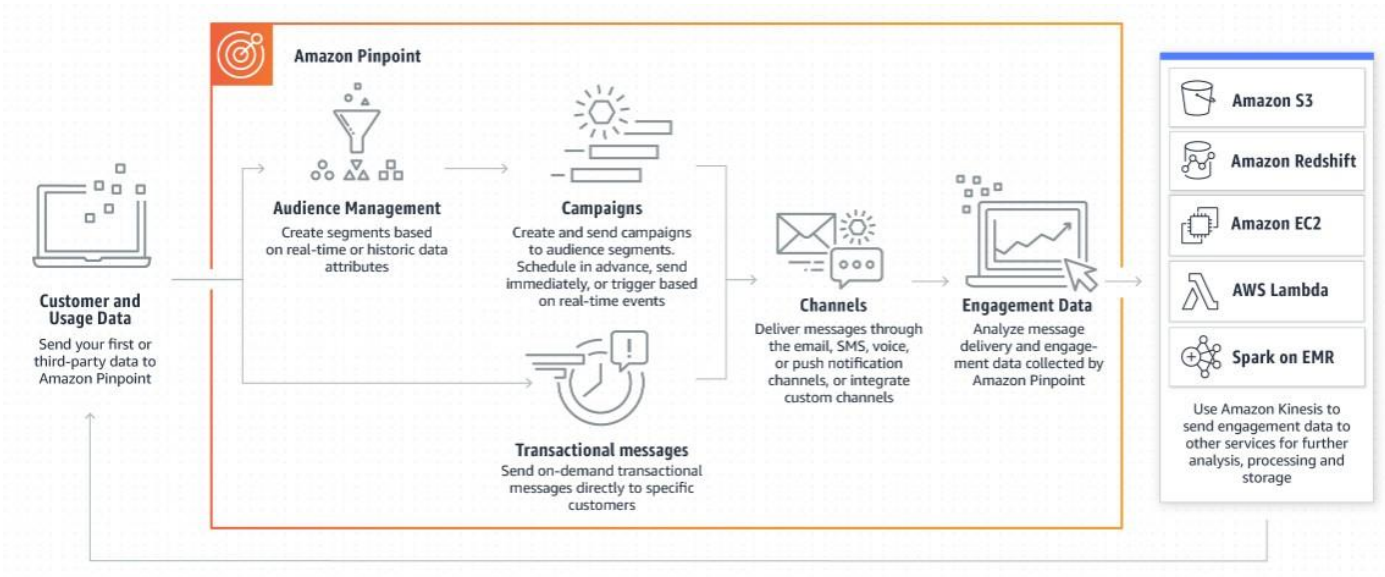 Amazon Pinpoint
Customer and
Usage Data
Send your first or
third-party data to
Amazon Pinpoint
Audience Management
Create segments based
on real-time or historic data
attributes
Campaigns
Create and send campaigns
to audience segments.
Schedule in advance, send
immediately, or trigger based
on real-time events
!
Transactional messages
Send on-demand transactional
messages directly to specific
customers
Channels
Deliver messages through
the email, SMS, voice,
or push notification
channels, or integrate
custom channels
Engagement Data
Analyze message
delivery and engage-
ment data collected by
Amazon Pinpoint
Amazon S3
Amazon Redshift
Amazon EC2
AWS Lambda
Spark on EMR
Use Amazon Kinesis to
send engagement data to
other services for further
analysis, processing and
storage